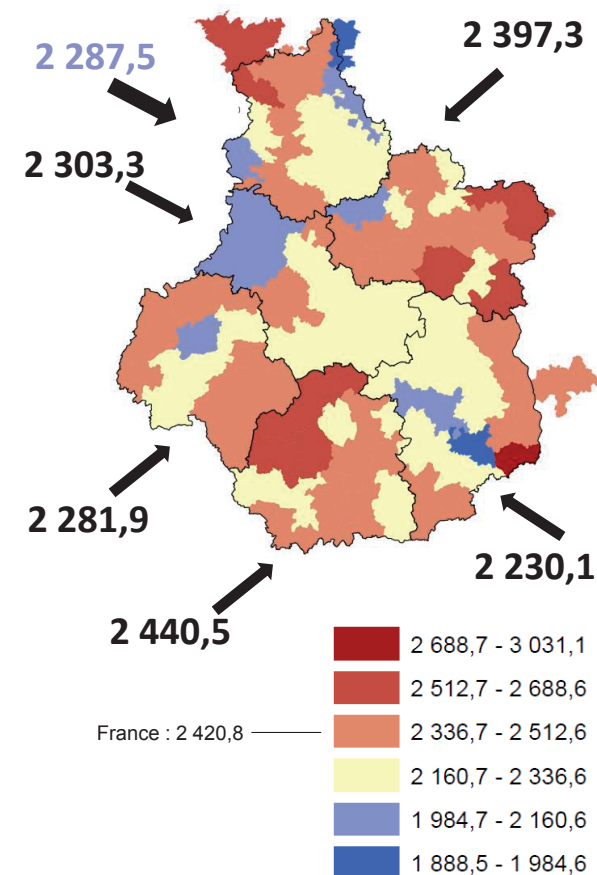 2 397,3
2 287,5
2 303,3
2 281,9
2 230,1
2 440,5
2 688,7 - 3 031,1
2 512,7 - 2 688,6
France : 2 420,8
2 336,7 - 2 512,6
2 160,7 - 2 336,6
1 984,7 - 2 160,6
1 888,5 - 1 984,6